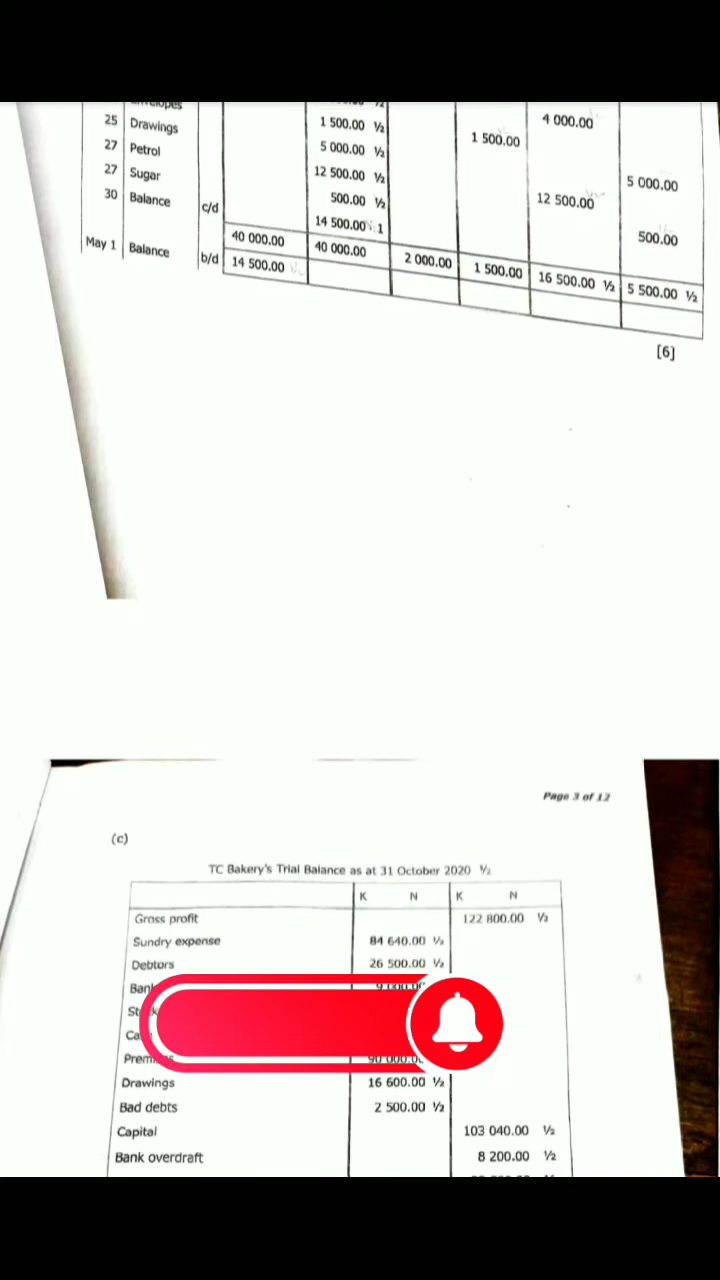 25 Drawings 1 500.00 ½ 1 500.00 4 000.00
27 Petrol 5 000.00 ½ 5 000.00
27 Sugar 12 500.00 ½ 12 500.00
30 Balance c/d 500.00 ½ 500.00
14 500.00 1
40 000.00 40 000.00 2 000.00 1 500.00 16 500.00 ½ 5 500.00 ½
May 1 Balance b/d 14 500.00
[6]
Page 3 of 12
(c)
TC Bakery's Trial Balance as at 31 October 2020 ½
K N K N
Gross profit 122 800.00 ½
Sundry expense 84 640.00 ½
Debtors 26 500.00 ½
90 000.00
Drawings 16 600.00 ½
Bad debts 2 500.00 ½
Capital 103 040.00 ½
Bank overdraft 8 200.00 ½